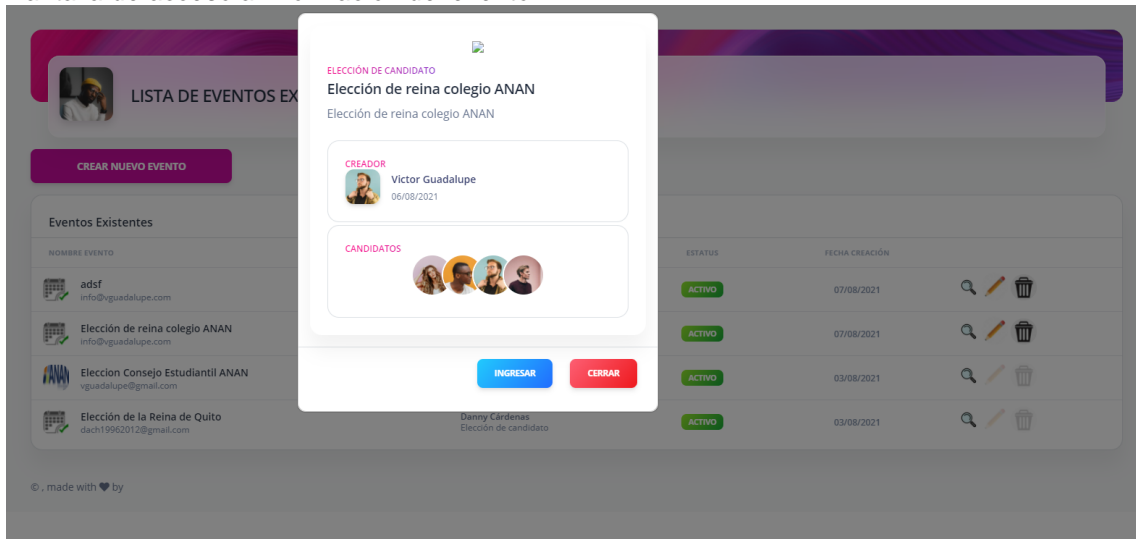 LISTA DE EVENTOS EX
CREAR NUEVO EVENTO
Eventos Existentes
NOMBRE EVENTO
ESTATUS
FECHA CREACIÓN
adsf
info@vguadalupe.com
ACTIVO
07/08/2021
Elección de reina colegio ANAN
info@vguadalupe.com
ACTIVO
07/08/2021
Eleccion Consejo Estudiantil ANAN
vguadalupe@gmail.com
ACTIVO
03/08/2021
Elección de la Reina de Quito
dach19962012@gmail.com
Danny Cárdenas
Elección de candidato
ACTIVO
03/08/2021
© , made with ♥ by
ELECCIÓN DE CANDIDATO
Elección de reina colegio ANAN
Elección de reina colegio ANAN
CREADOR
Victor Guadalupe
06/08/2021
CANDIDATOS
INGRESAR
CERRAR